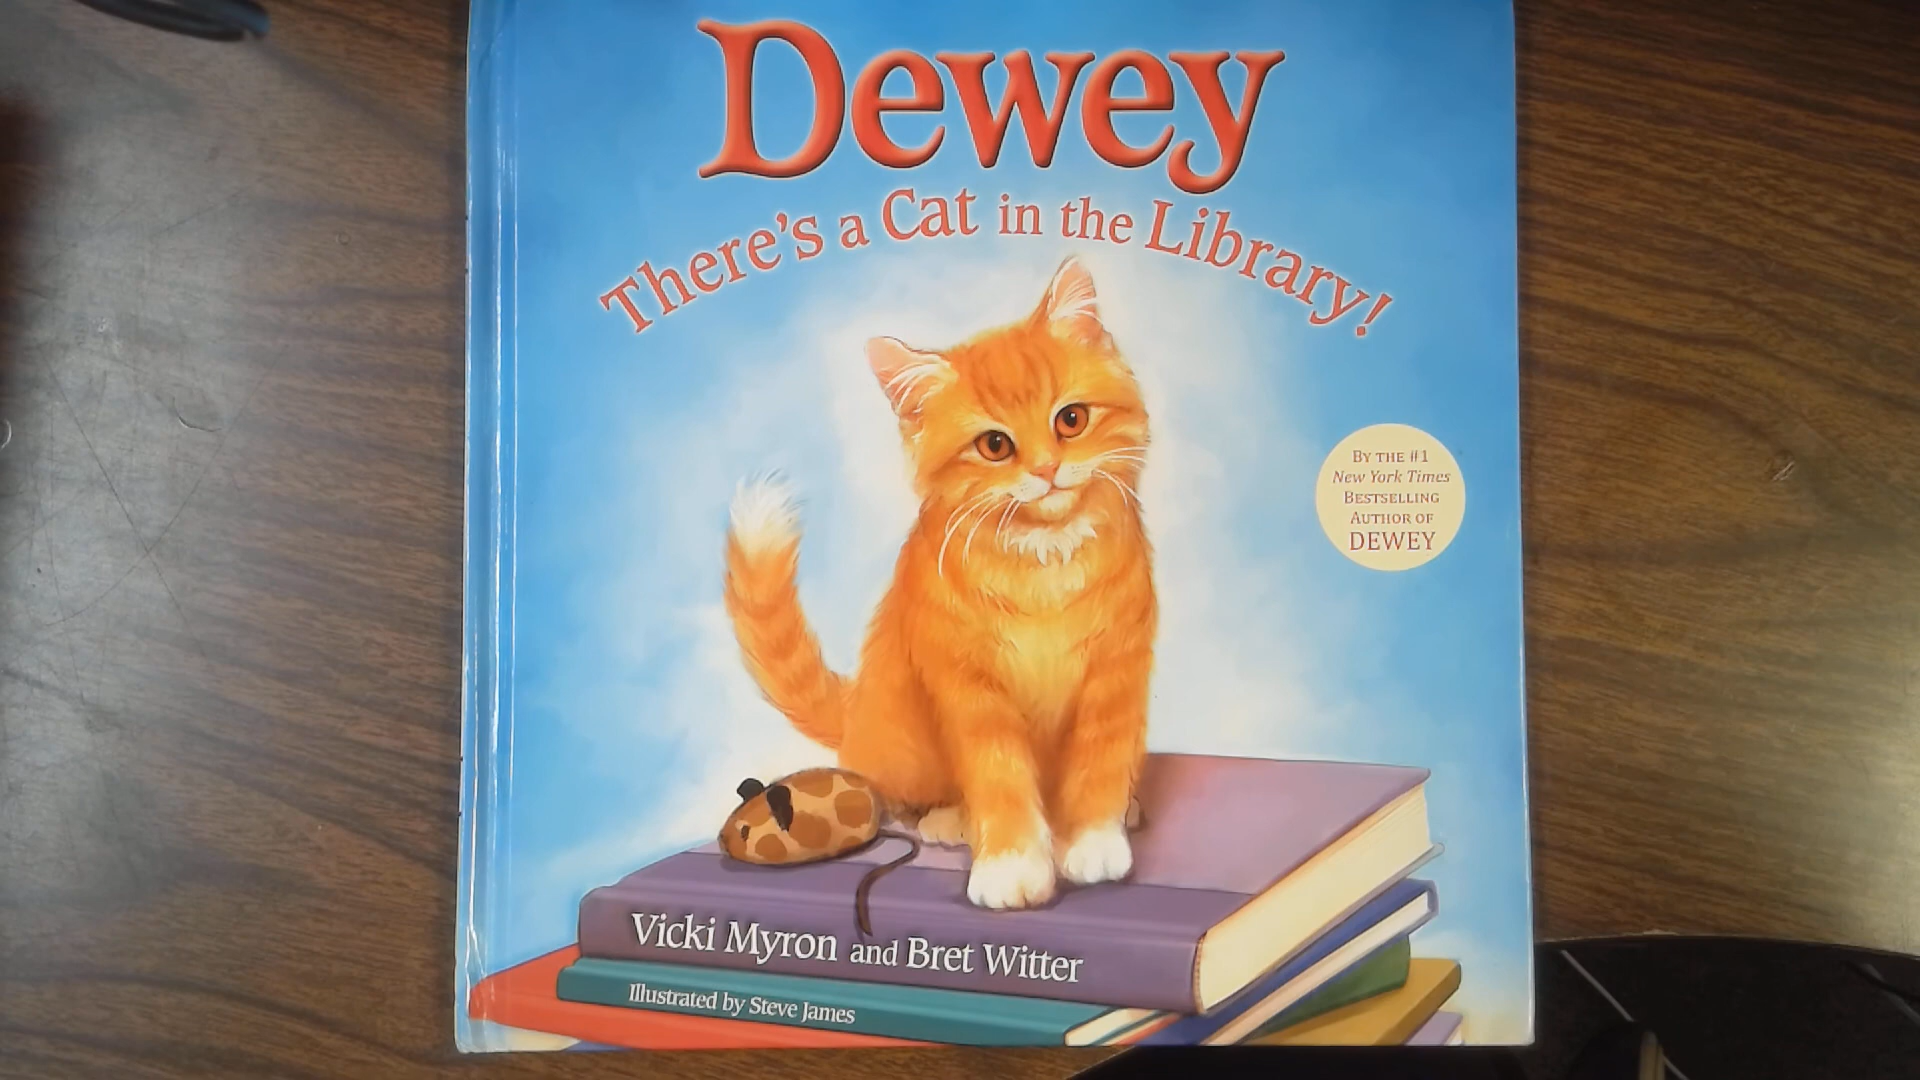 Dewey
There's a Cat in the Library!
BY THE #1
New York Times
BESTSELLING
AUTHOR OF
DEWEY
Vicki Myron and Bret Witter
Illustrated by Steve James